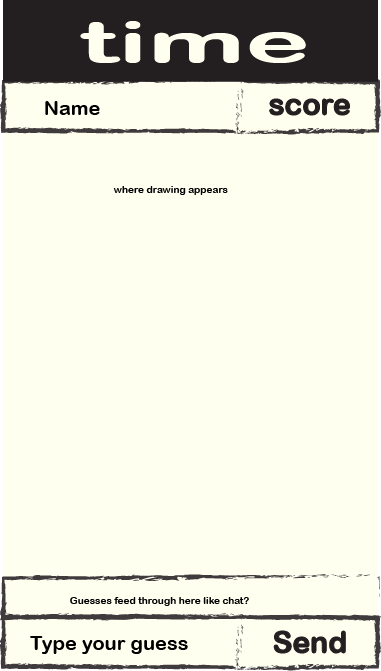 time
Name
score
where drawing appears
Guesses feed through here like chat?
Type your guess
Send